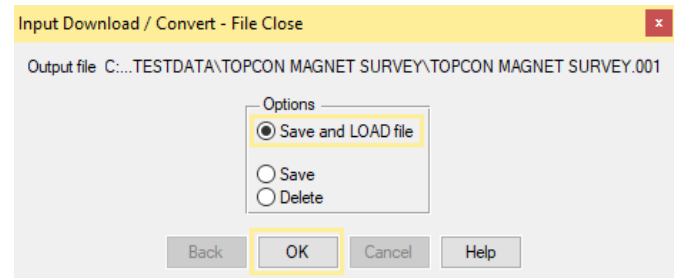 Input Download / Convert - File Close
x
Output file C:...TESTDATA\TOPCON MAGNET SURVEY\TOPCON MAGNET SURVEY.001
Options
Save and LOAD file
Save
Delete
Back OK Cancel Help